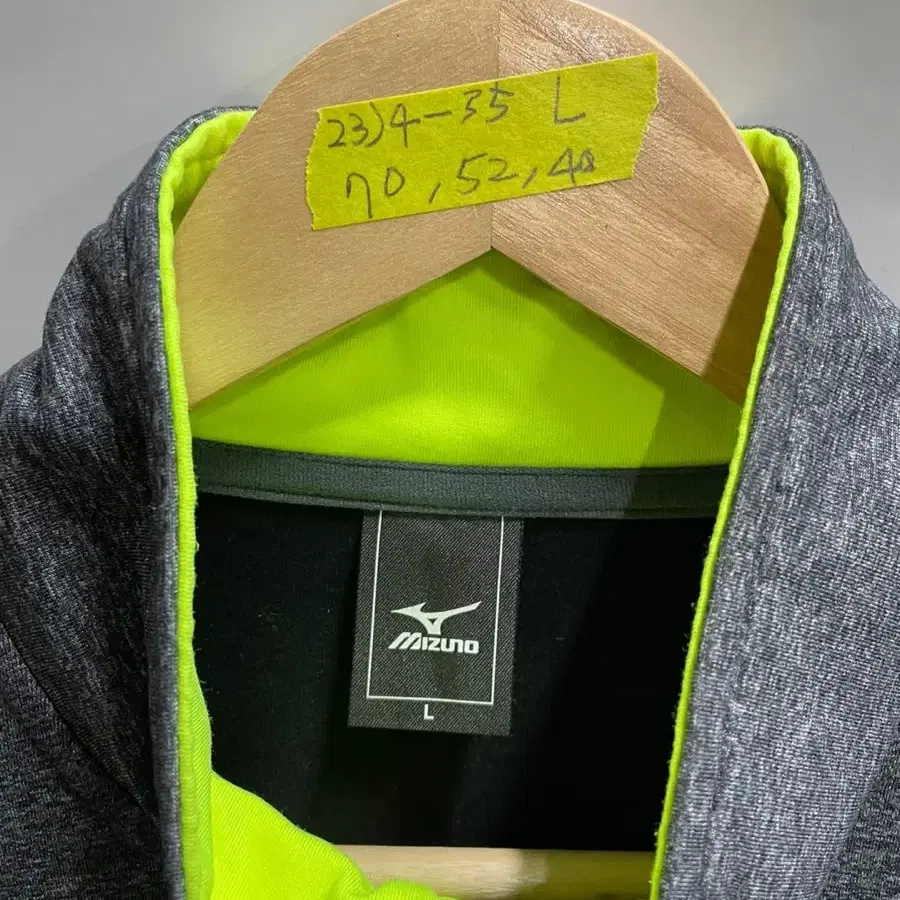 23)4-35 L
70, 52, 48
MIZUNO
L